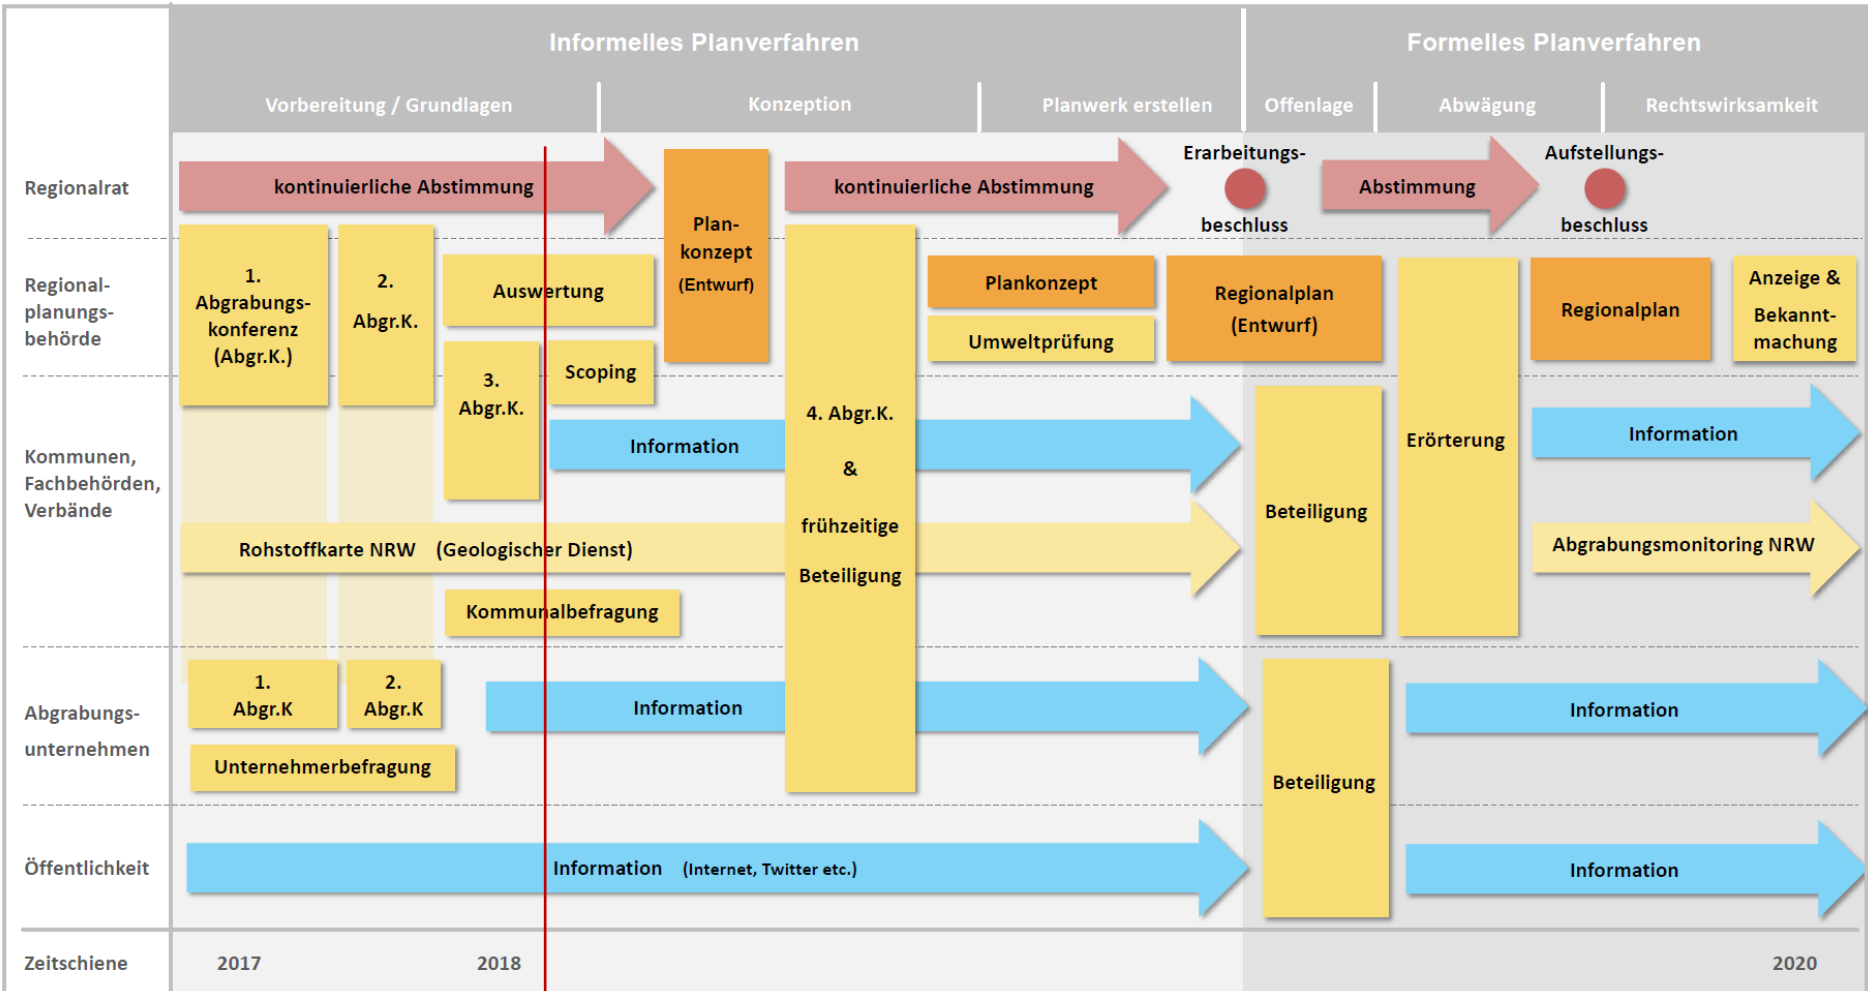 Informelles Planverfahren
Formelles Planverfahren
Vorbereitung / Grundlagen
Konzeption
Planwerk erstellen
Offenlage
Abwägung
Rechtswirksamkeit
Regionalrat
kontinuierliche Abstimmung
kontinuierliche Abstimmung
Erarbeitungs-
beschluss
Abstimmung
Aufstellungs-
beschluss
Plan-
konzept
(Entwurf)
Regional-
planungs-
behörde
1.
Abgrabungs-
konferenz
(Abgr.K.)
2.
Abgr.K.
Auswertung
Scoping
3.
Abgr.K.
Plankonzept
Umweltprüfung
Regionalplan
(Entwurf)
Regionalplan
Anzeige &
Bekannt-
machung
Kommunen,
Fachbehörden,
Verbände
Information
4. Abgr.K.
&
frühzeitige
Beteiligung
Beteiligung
Erörterung
Information
Rohstoffkarte NRW (Geologischer Dienst)
Abgrabungsmonitoring NRW
Kommunalbefragung
Abgrabungs-
unternehmen
1.
Abgr.K
2.
Abgr.K
Information
Information
Unternehmerbefragung
Beteiligung
Öffentlichkeit
Information (Internet, Twitter etc.)
Information
Zeitschiene
2017
2018
2020